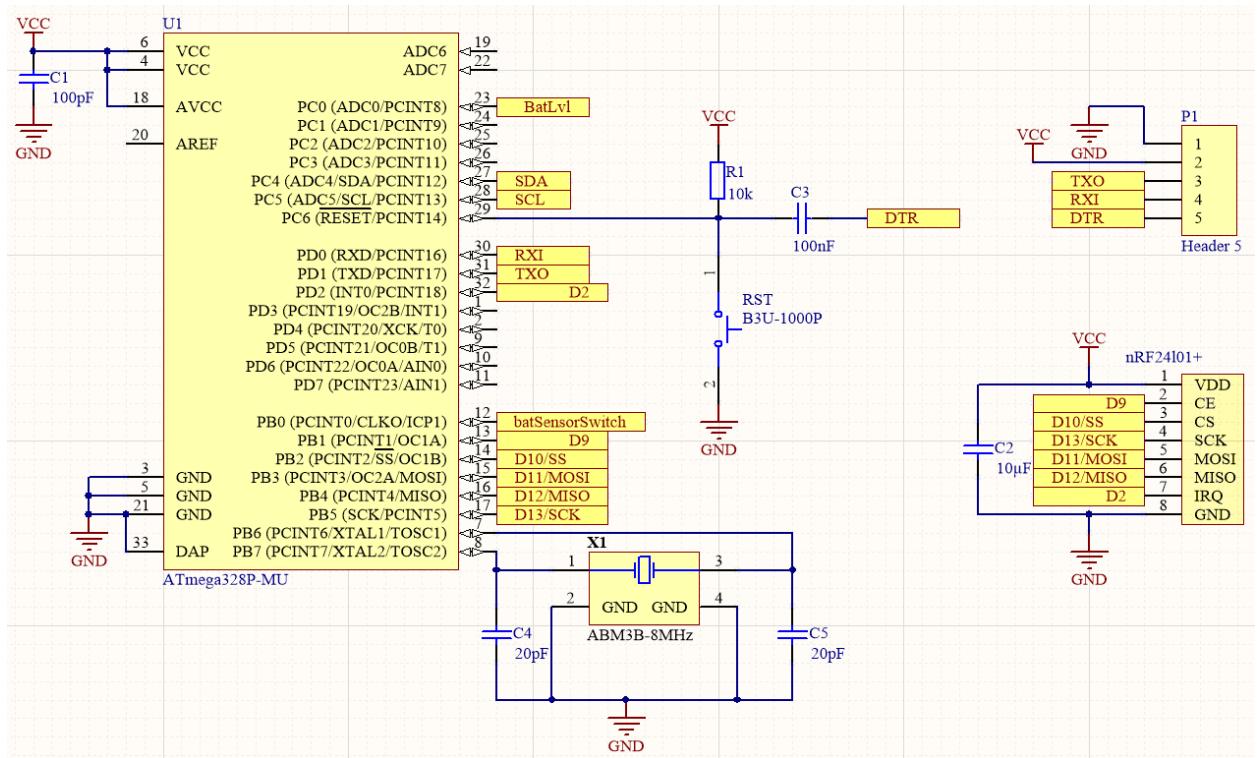 VCC
U1
6 VCC
4 VCC
18 AVCC
20 AREF
C1
100pF
GND
ADC6 19
ADC7 22
PC0 (ADC0/PCINT8) 23 BatLvl
PC1 (ADC1/PCINT9) 24
PC2 (ADC2/PCINT10) 25
PC3 (ADC3/PCINT11) 26
PC4 (ADC4/SDA/PCINT12) 27 SDA
PC5 (ADC5/SCL/PCINT13) 28 SCL
PC6 (RESET/PCINT14) 29
PD0 (RXD/PCINT16) 30 RXI
PD1 (TXD/PCINT17) 31 TXO
PD2 (INT0/PCINT18) 32 D2
PD3 (PCINT19/OC2B/INT1) 1
PD4 (PCINT20/XCK/T0) 2
PD5 (PCINT21/OC0B/T1) 9
PD6 (PCINT22/OC0A/AIN0) 10
PD7 (PCINT23/AIN1) 11
PB0 (PCINT0/CLKO/ICP1) 12 batSensorSwitch
PB1 (PCINT1/OC1A) 13 D9
PB2 (PCINT2/SS/OC1B) 14 D10/SS
PB3 (PCINT3/OC2A/MOSI) 15 D11/MOSI
PB4 (PCINT4/MISO) 16 D12/MISO
PB5 (SCK/PCINT5) 17 D13/SCK
PB6 (PCINT6/XTAL1/TOSC1) 7
PB7 (PCINT7/XTAL2/TOSC2) 8
3 GND
5 GND
21 GND
33 DAP
GND
ATmega328P-MU
VCC
R1
10k
C3
100nF
DTR
1
RST
B3U-1000P
2
GND
X1
1 3
2 GND GND 4
ABM3B-8MHz
C4
20pF
C5
20pF
GND
P1
GND
VCC
1
2
TXO 3
RXI 4
DTR 5
Header 5
VCC
nRF24l01+
1 VDD
D9 2 CE
D10/SS 3 CS
D13/SCK 4 SCK
D11/MOSI 5 MOSI
D12/MISO 6 MISO
D2 7 IRQ
8 GND
C2
10µF
GND